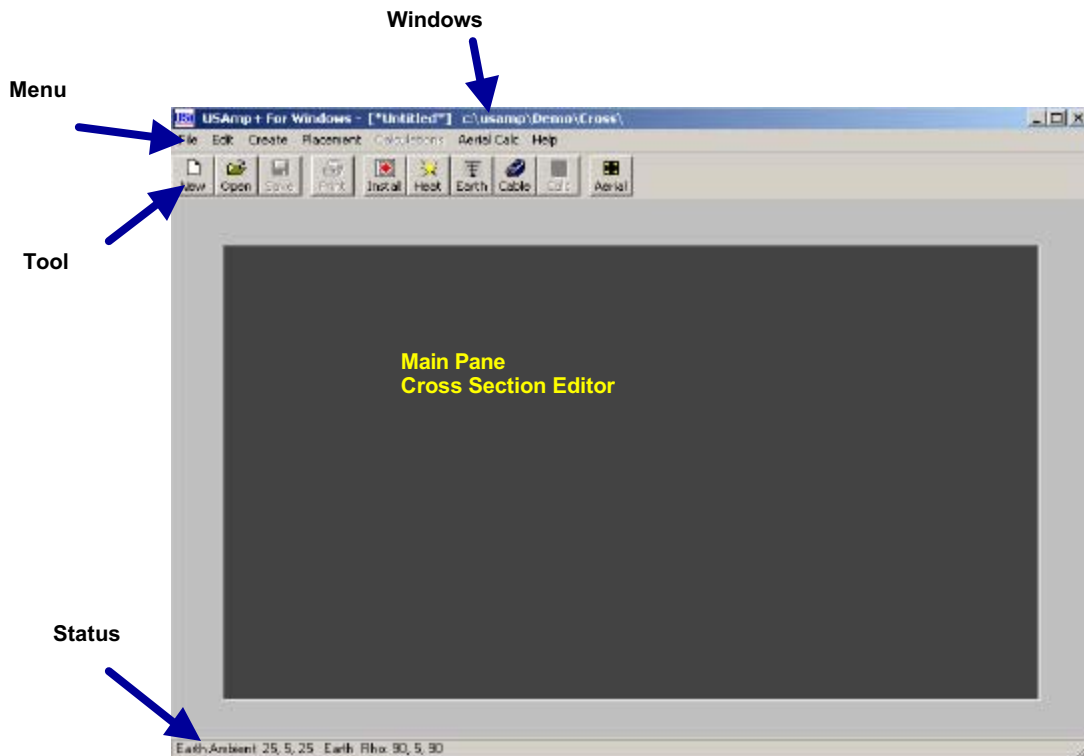 Windows
Menu
USAmp+ For Windows - [*Untitled*] c:\usamp\Demo\Cross\
File Edit Create Placement Calculations Aerial Calc Help
New Open Save Print Install Heat Earth Cable Calc Aerial
Tool
Main Pane
Cross Section Editor
Status
Earth Ambient 25, 5, 25 Earth Rho: 90, 5, 90